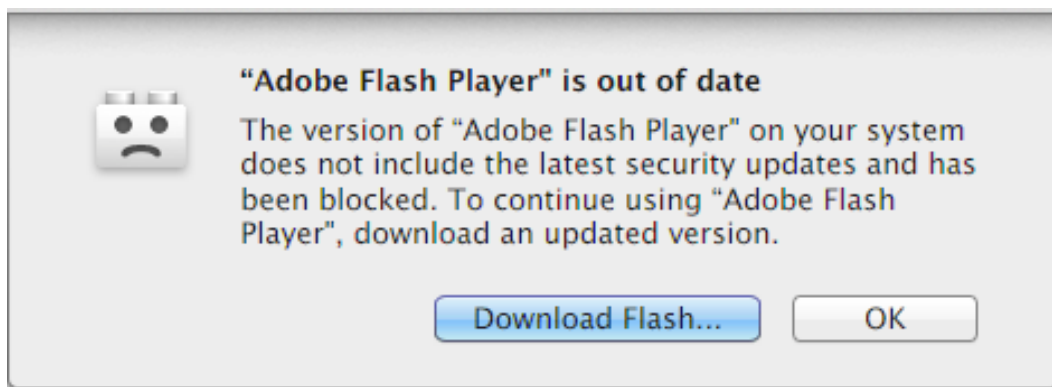 “Adobe Flash Player" is out of date
The version of “Adobe Flash Player" on your system
does not include the latest security updates and has
been blocked. To continue using “Adobe Flash
Player", download an updated version.
Download Flash... OK